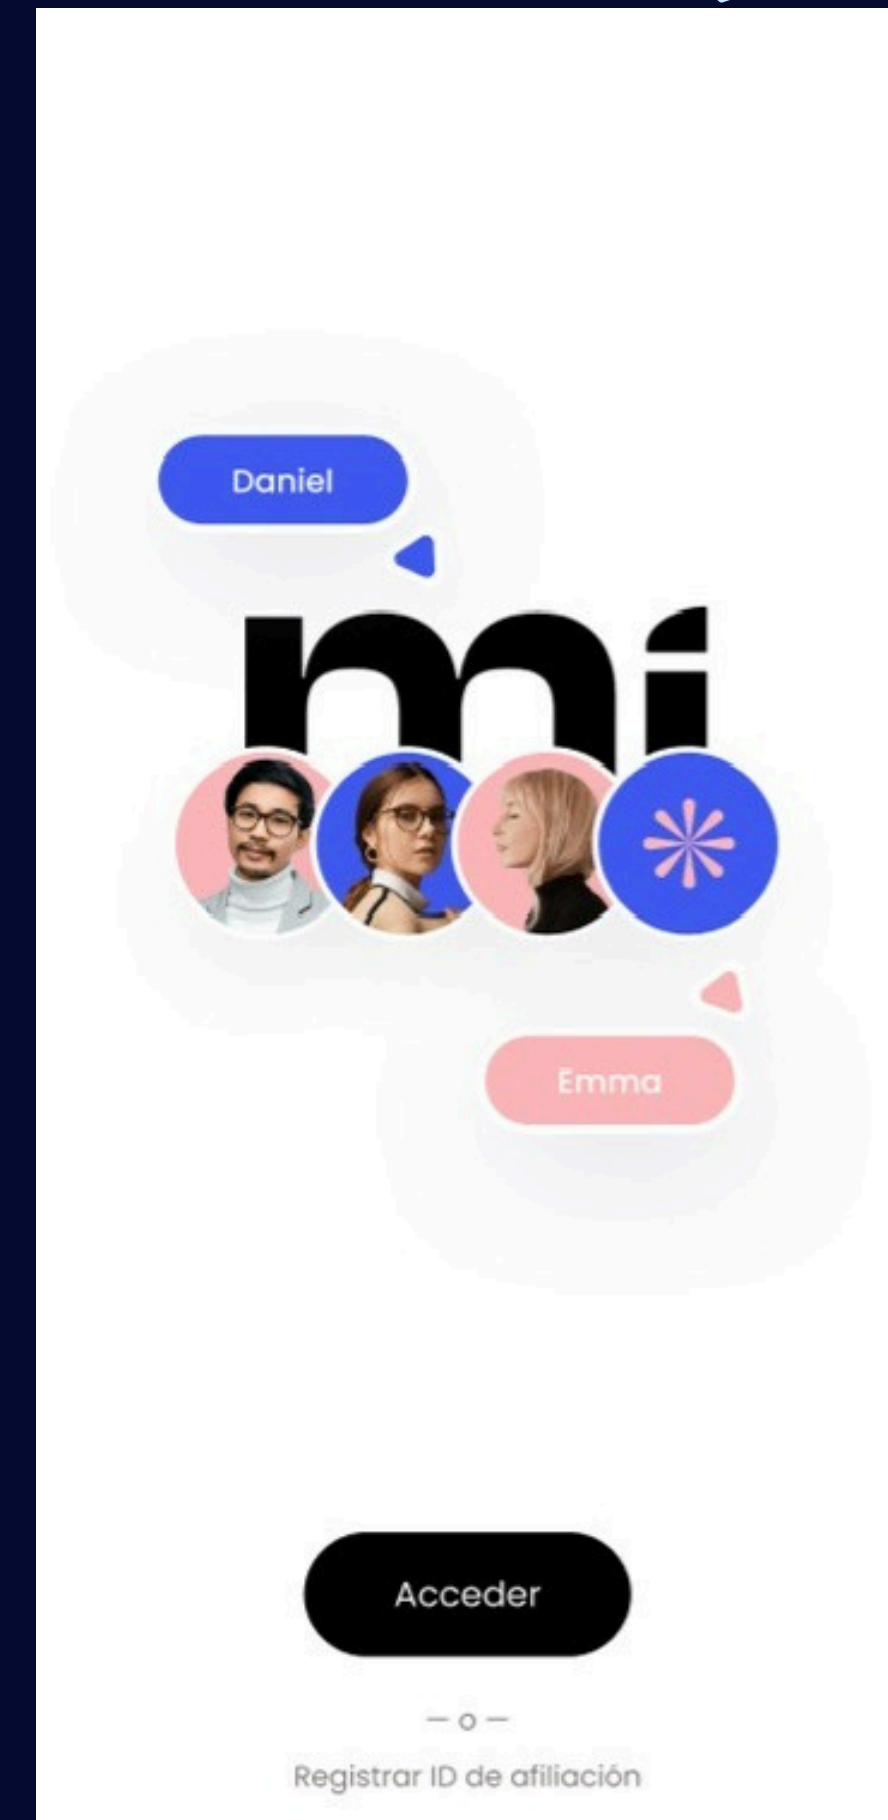 Daniel
mi
Emma
Acceder
— o —
Registrar ID de afiliación